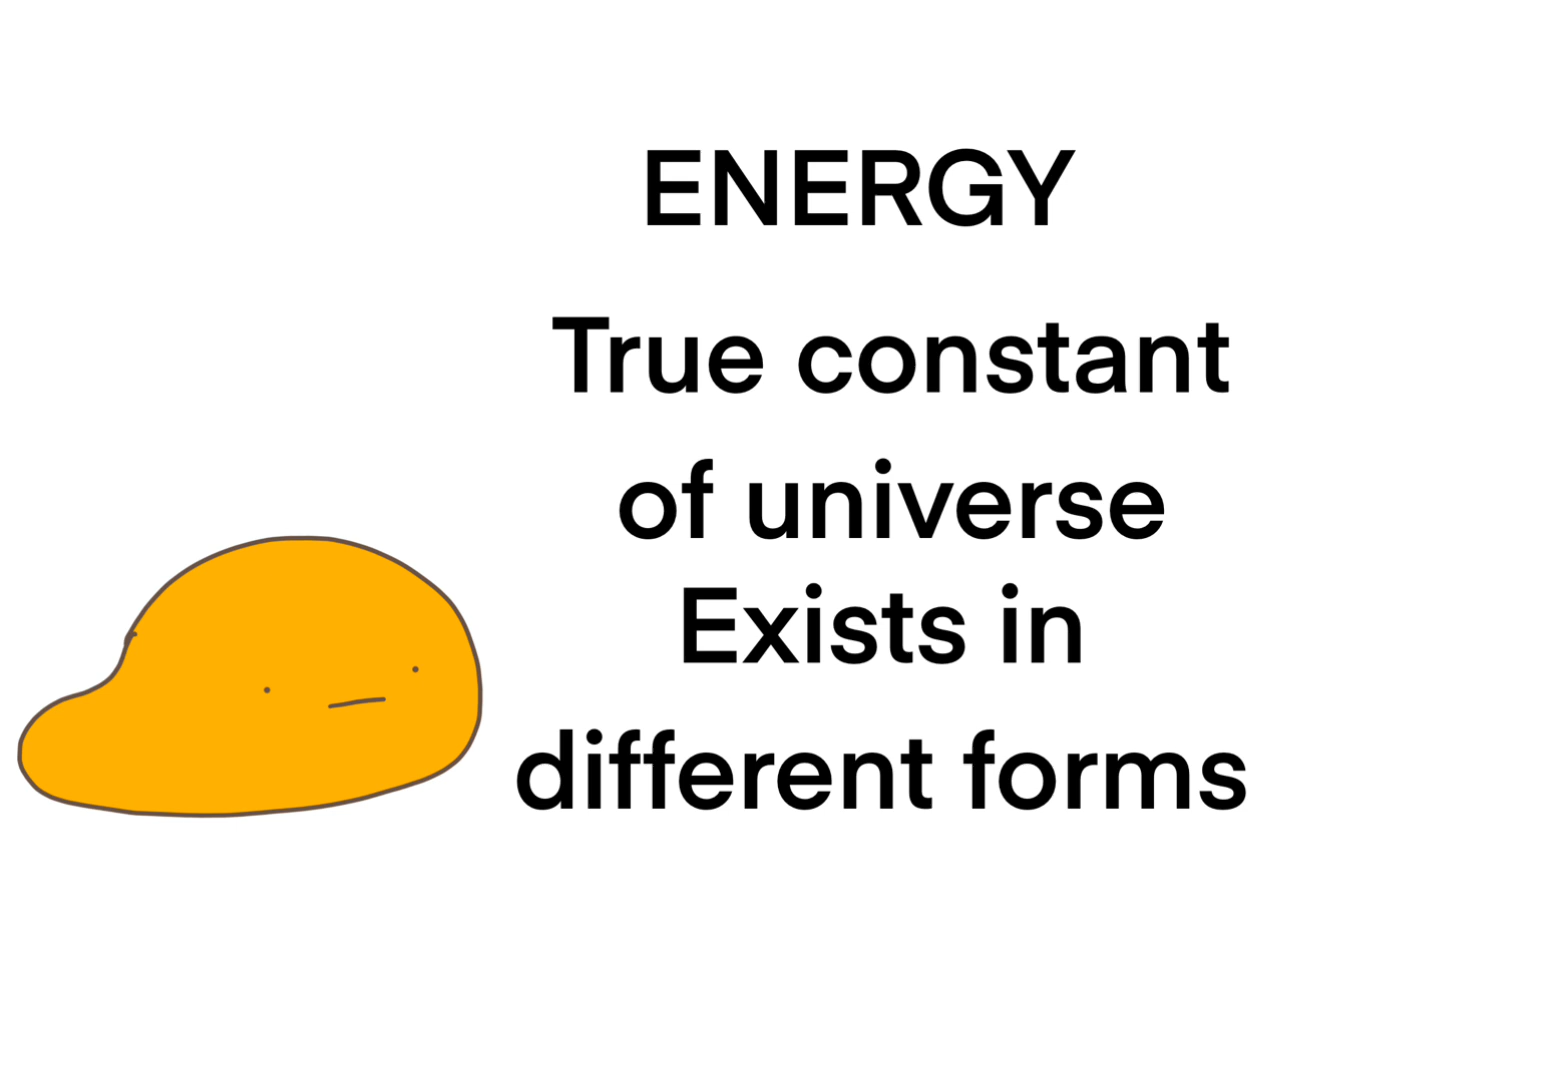 ENERGY
True constant
of universe
Exists in
different forms